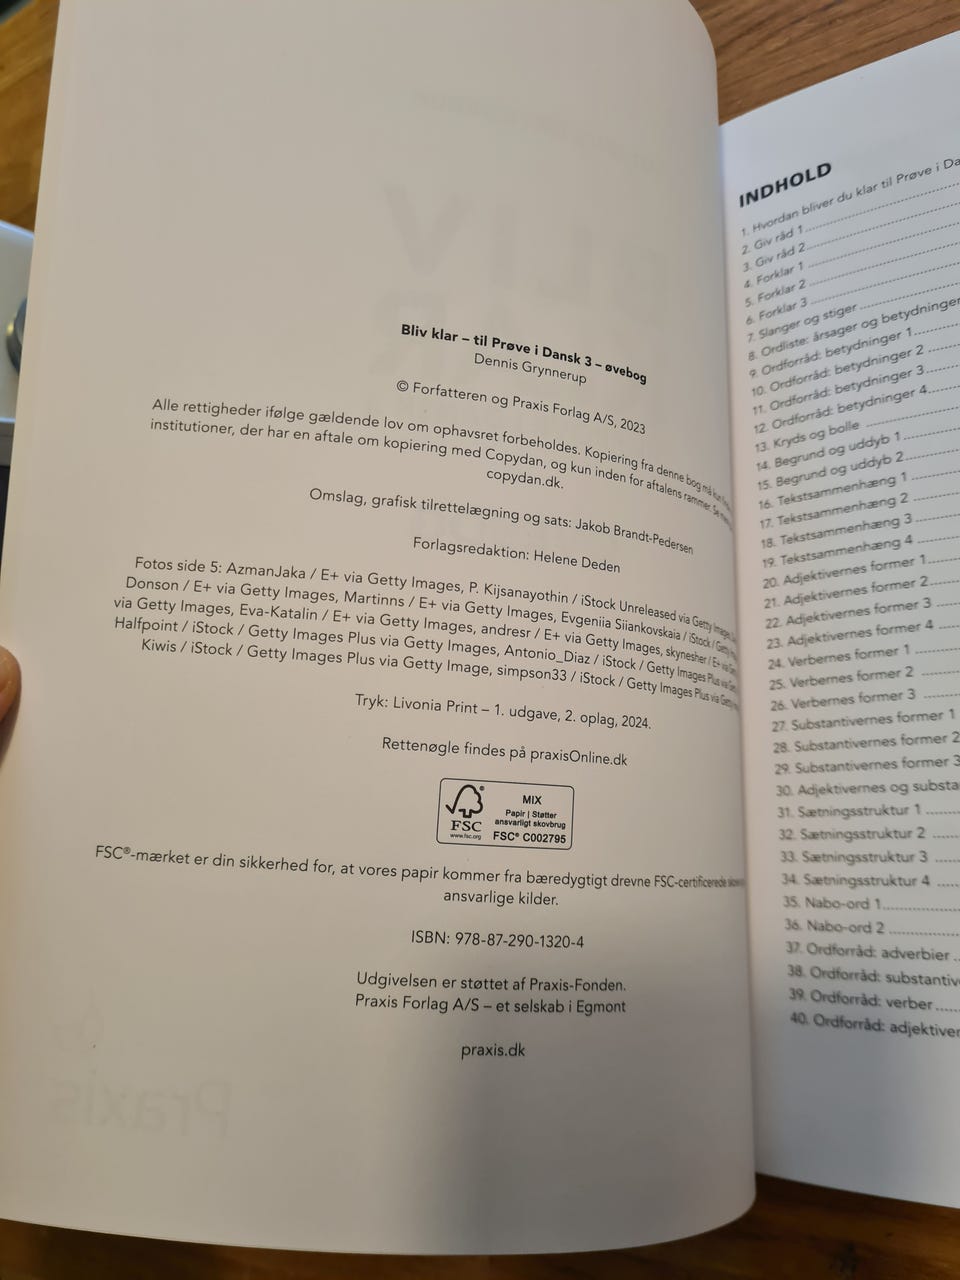 Bliv klar – til Prøve i Dansk 3 – øvebog
Dennis Grynnerup
© Forfatteren og Praxis Forlag A/S, 2023
Alle rettigheder ifølge gældende lov om ophavsret forbeholdes. Kopiering fra denne bog må kun
institutioner, der har en aftale om kopiering med Copydan, og kun inden for aftalens rammer. Se
copydan.dk.
Omslag, grafisk tilrettelægning og sats: Jakob Brandt-Pedersen
Forlagsredaktion: Helene Deden
Fotos side 5: AzmanJaka / E+ via Getty Images, P. Kijsanayothin / iStock Unreleased via Getty Images,
Donson / E+ via Getty Images, Martinns / E+ via Getty Images, Evgeniia Siiankovskaia / iStock / Getty
via Getty Images, Eva-Katalin / E+ via Getty Images, andresr / E+ via Getty Images, skynesher / E+ via
Halfpoint / iStock / Getty Images Plus via Getty Images, Antonio_Diaz / iStock / Getty Images Plus via
Kiwis / iStock / Getty Images Plus via Getty Image, simpson33 / iStock / Getty Images Plus via Getty
Tryk: Livonia Print – 1. udgave, 2. oplag, 2024.
Rettenøgle findes på praxisOnline.dk
FSC
www.fsc.org
MIX
Papir | Støtter
ansvarligt skovbrug
FSC® C002795
FSC®-mærket er din sikkerhed for, at vores papir kommer fra bæredygtigt drevne FSC-certificerede
ansvarlige kilder.
ISBN: 978-87-290-1320-4
Udgivelsen er støttet af Praxis-Fonden.
Praxis Forlag A/S – et selskab i Egmont
praxis.dk
Praxis
INDHOLD
1. Hvordan bliver du klar til Prøve i Da
2. Giv råd 1
3. Giv råd 2
4. Forklar 1
5. Forklar 2
6. Forklar 3
7. Slanger og stiger
8. Ordliste: årsager og betydninger
9. Ordforråd: betydninger 1
10. Ordforråd: betydninger 2
11. Ordforråd: betydninger 3
12. Ordforråd: betydninger 4
13. Kryds og bolle
14. Begrund og uddyb 1
15. Begrund og uddyb 2
16. Tekstsammenhæng 1
17. Tekstsammenhæng 2
18. Tekstsammenhæng 3
19. Tekstsammenhæng 4
20. Adjektivernes former 1
21. Adjektivernes former 2
22. Adjektivernes former 3
23. Adjektivernes former 4
24. Verbernes former 1
25. Verbernes former 2
26. Verbernes former 3
27. Substantivernes former 1
28. Substantivernes former 2
29. Substantivernes former 3
30. Adjektivernes og substa
31. Sætningsstruktur 1
32. Sætningsstruktur 2
33. Sætningsstruktur 3
34. Sætningsstruktur 4
35. Nabo-ord 1
36. Nabo-ord 2
37. Ordforråd: adverbier
38. Ordforråd: substantiv
39. Ordforråd: verber
40. Ordforråd: adjektiver